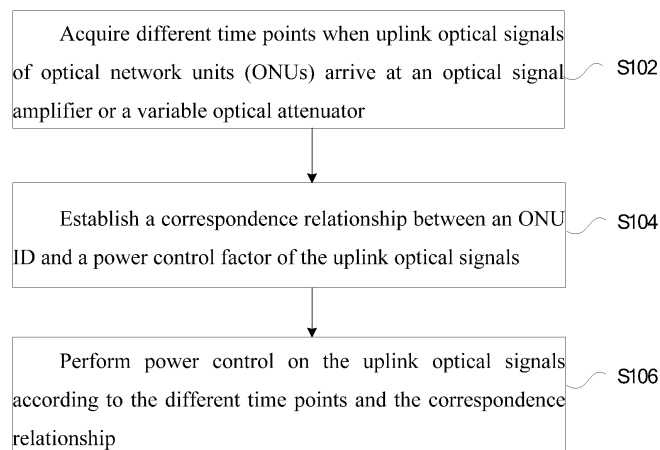 Acquire different time points when uplink optical signals
of optical network units (ONUs) arrive at an optical signal
amplifier or a variable optical attenuator
S102
Establish a correspondence relationship between an ONU
ID and a power control factor of the uplink optical signals
S104
Perform power control on the uplink optical signals
according to the different time points and the correspondence
relationship
S106